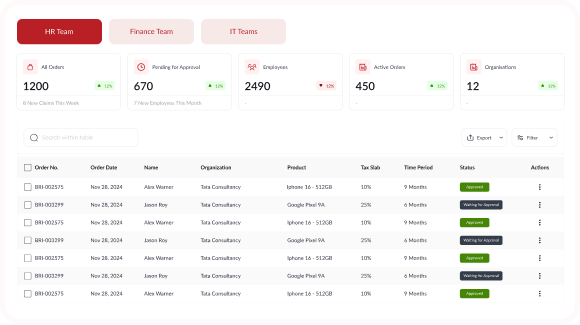 HR Team Finance Team IT Teams
All Orders Pending for Approval Employees Active Orders Organisations
1200 12% 670 12% 2490 12% 450 12% 12 12%
8 New Claims This Week 7 New Employees This Month - - -
Search within table Export Filter
Order No. Order Date Name Organization Product Tax Slab Time Period Status Actions
BRI-002575 Nov 28, 2024 Alex Warner Tata Consultancy Iphone 16 - 512GB 10% 9 Months Approved
BRI-003299 Nov 28, 2024 Jason Roy Tata Consultancy Google Pixel 9A 25% 6 Months Waiting for Approval
BRI-002575 Nov 28, 2024 Alex Warner Tata Consultancy Iphone 16 - 512GB 10% 9 Months Approved
BRI-003299 Nov 28, 2024 Jason Roy Tata Consultancy Google Pixel 9A 25% 6 Months Waiting for Approval
BRI-002575 Nov 28, 2024 Alex Warner Tata Consultancy Iphone 16 - 512GB 10% 9 Months Approved
BRI-003299 Nov 28, 2024 Jason Roy Tata Consultancy Google Pixel 9A 25% 6 Months Waiting for Approval
BRI-002575 Nov 28, 2024 Alex Warner Tata Consultancy Iphone 16 - 512GB 10% 9 Months Approved